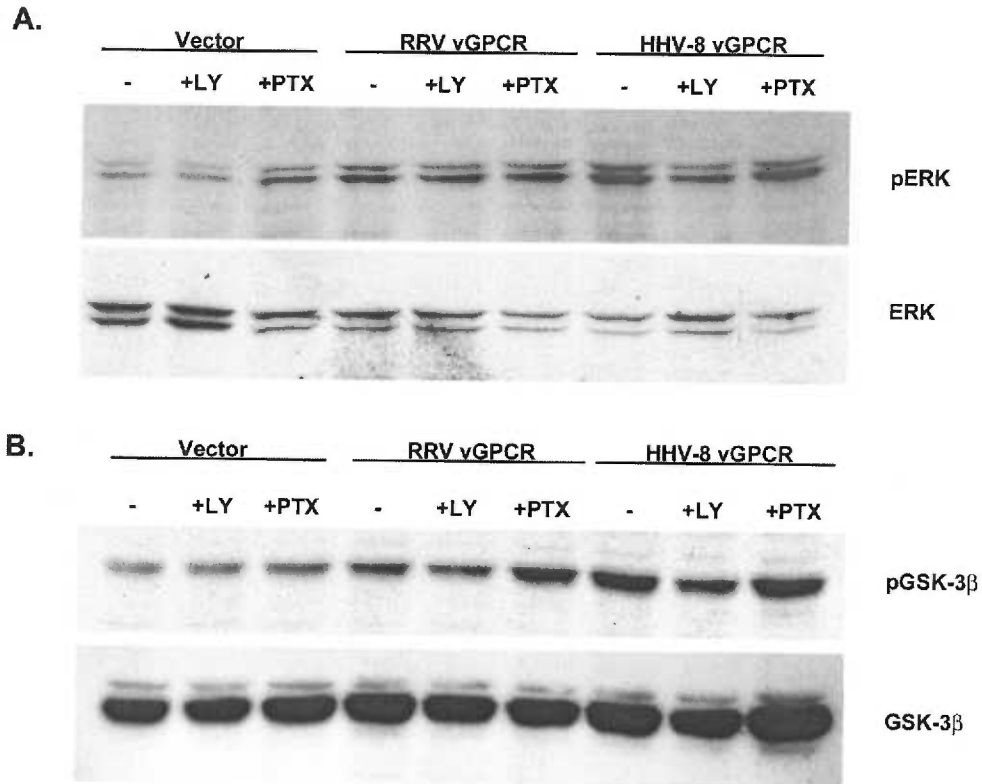 A.
Vector RRV vGPCR HHV-8 vGPCR
- +LY +PTX - +LY +PTX - +LY +PTX
pERK
ERK
B.
Vector RRV vGPCR HHV-8 vGPCR
- +LY +PTX - +LY +PTX - +LY +PTX
pGSK-3β
GSK-3β